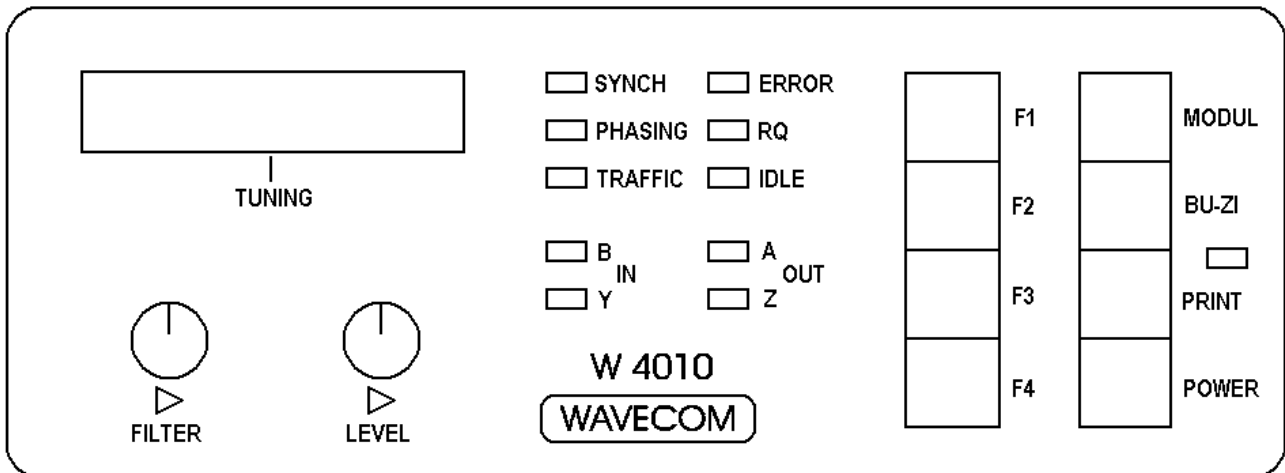 TUNING
FILTER
LEVEL
SYNCH ERROR
PHASING RQ
TRAFFIC IDLE
B A
IN OUT
Y Z
W 4010
WAVECOM
F1 MODUL
F2 BU-ZI
F3 PRINT
F4 POWER